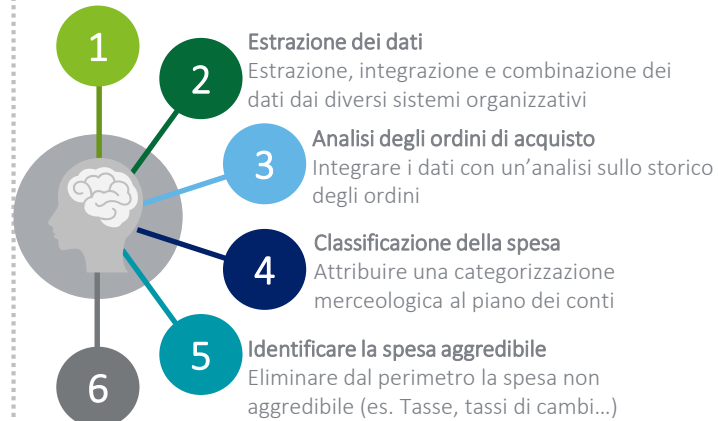 1
2
Estrazione dei dati
Estrazione, integrazione e combinazione dei
dati dai diversi sistemi organizzativi
3
Analisi degli ordini di acquisto
Integrare i dati con un’analisi sullo storico
degli ordini
4
Classificazione della spesa
Attribuire una categorizzazione
merceologica al piano dei conti
5
Identificare la spesa aggredibile
Eliminare dal perimetro la spesa non
aggredibile (es. Tasse, tassi di cambi…)
6